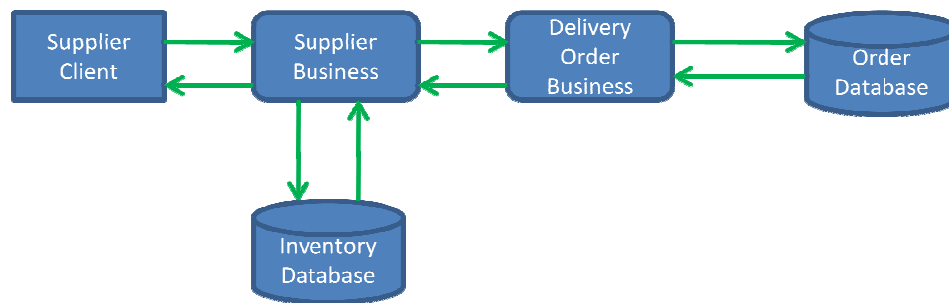 Supplier
Client
Supplier
Business
Delivery
Order
Business
Order
Database
Inventory
Database